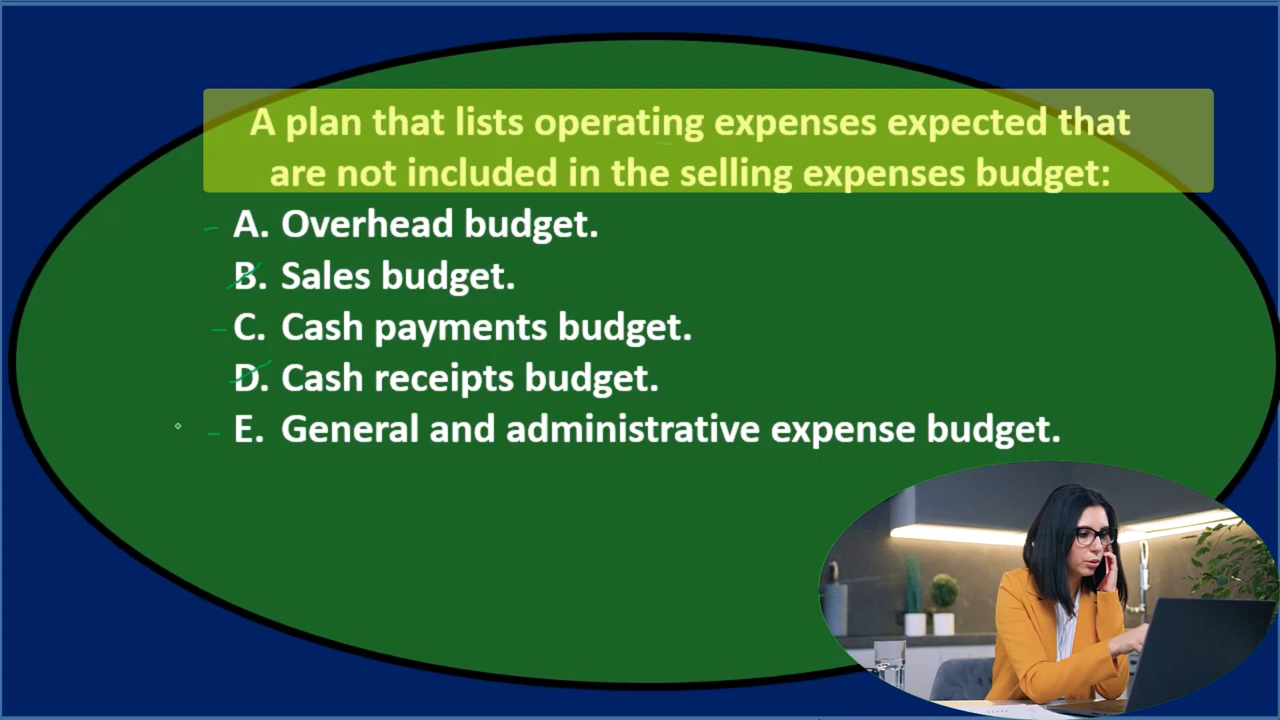 A plan that lists operating expenses expected that
are not included in the selling expenses budget:
A. Overhead budget.
B. Sales budget.
C. Cash payments budget.
D. Cash receipts budget.
E. General and administrative expense budget.